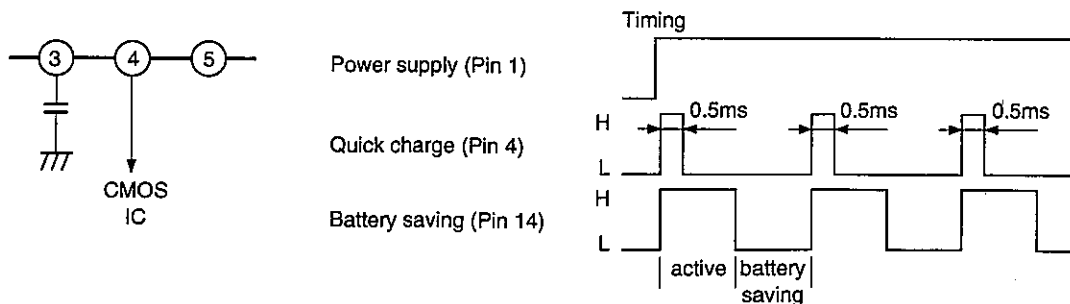 Timing
3 4 5
Power supply (Pin 1)
H 0.5ms 0.5ms 0.5ms
Quick charge (Pin 4)
L
CMOS
IC
H
Battery saving (Pin 14)
L
active battery
saving